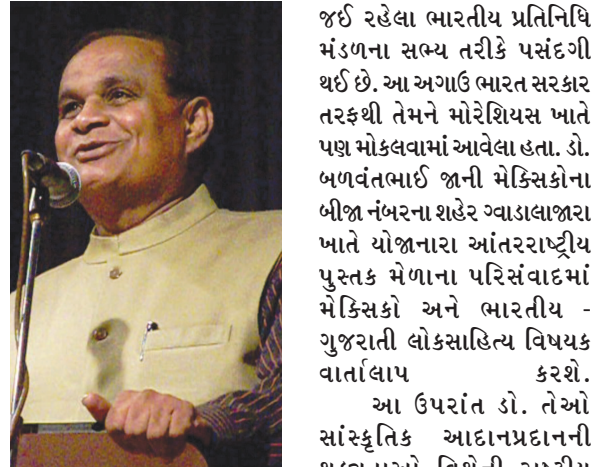 જઈ રહેલા ભારતીય પ્રતિનિધિ
મંડળના સભ્ય તરીકે પસંદગી
થઈ છે. આ અગાઉ ભારત સરકાર
તરફથી તેમને મોરેશિયસ ખાતે
પણ મોકલવામાં આવેલા હતા. ડો.
બળવંતભાઈ જાની મેક્સિકોના
બીજા નંબરના શહેર ગ્વાડાલાજારા
ખાતે યોજાનારા આંતરરાષ્ટ્રીય
પુસ્તક મેળાના પરિસંવાદમાં
મેક્સિકો અને ભારતીય -
ગુજરાતી લોકસાહિત્ય વિષયક
વાર્તાલાપ કરશે.
આ ઉપરાંત ડો. તેઓ
સાંસ્કૃતિક આદાનપ્રદાનની